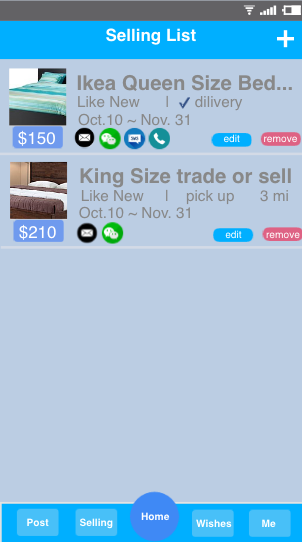 Selling List +
Ikea Queen Size Bed...
Like New | ✓ dilivery
Oct.10 ~ Nov. 31
$150 edit remove
King Size trade or sell
Like New | pick up 3 mi
Oct.10 ~ Nov. 31
$210 edit remove
Post Selling Home Wishes Me